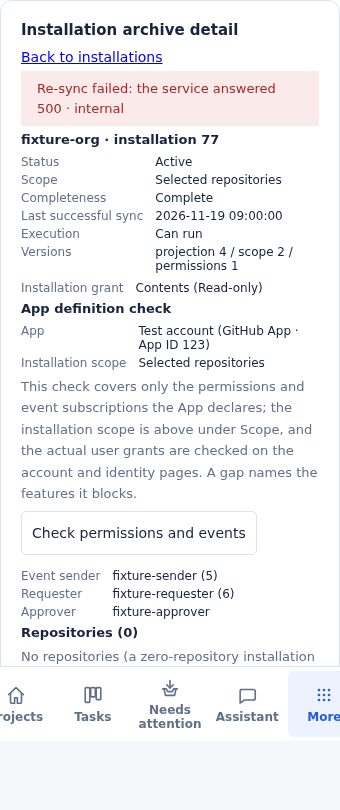 Installation archive detail
Back to installations
Re-sync failed: the service answered
500 · internal
fixture-org · installation 77
Status Active
Scope Selected repositories
Completeness Complete
Last successful sync 2026-11-19 09:00:00
Execution Can run
Versions projection 4 / scope 2 /
permissions 1
Installation grant Contents (Read-only)
App definition check
App Test account (GitHub App ·
App ID 123)
Installation scope Selected repositories
This check covers only the permissions and
event subscriptions the App declares; the
installation scope is above under Scope, and
the actual user grants are checked on the
account and identity pages. A gap names the
features it blocks.
Check permissions and events
Event sender fixture-sender (5)
Requester fixture-requester (6)
Approver fixture-approver
Repositories (0)
No repositories (a zero-repository installation
rojects
Tasks
Needs
attention
Assistant
More